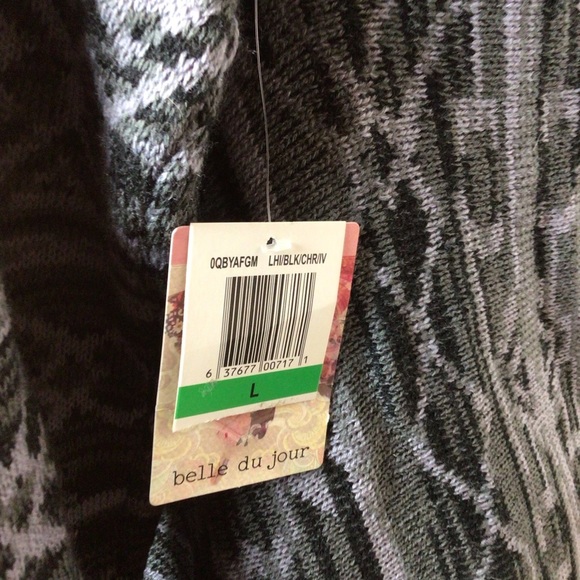 0QBYAFGM LHI/BLK/CHR/IV
6 37677 00717 1
L
belle du jour